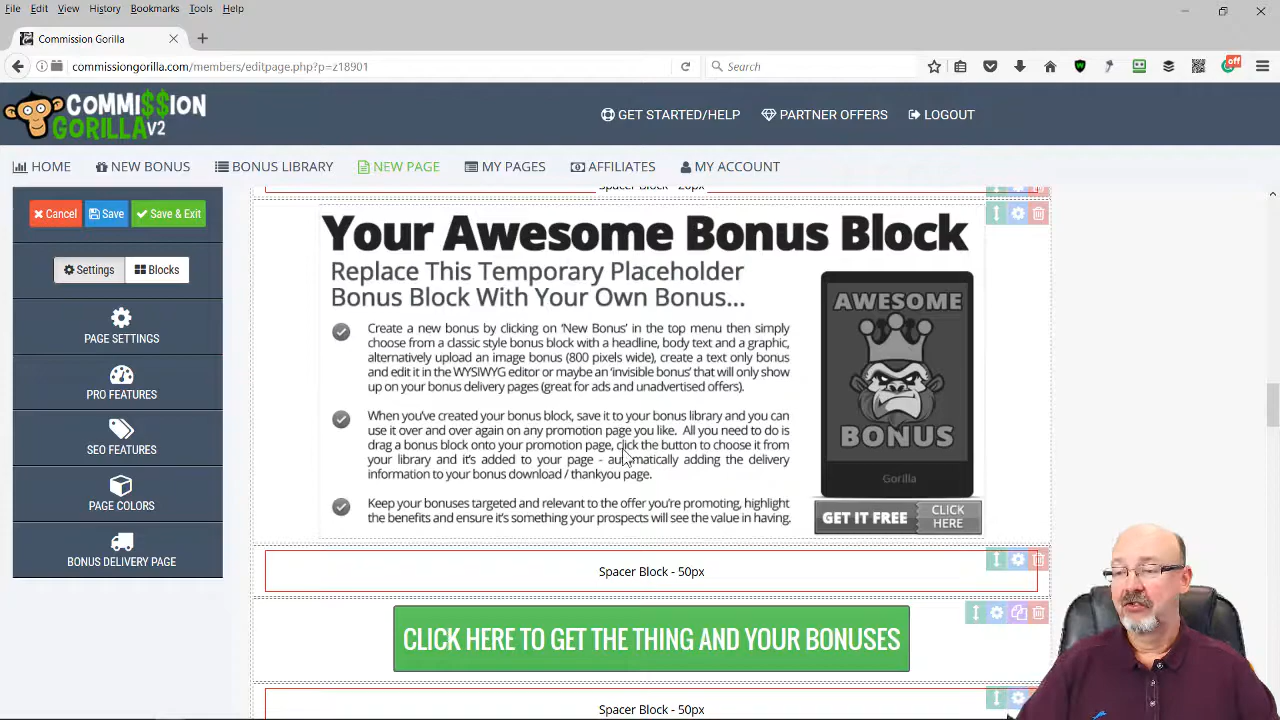 File Edit View History Bookmarks Tools Help
Commission Gorilla
commissiongorilla.com/members/editpage.php?p=z18901
Search
off
COMMI$$ION
GORILLA V2
GET STARTED/HELP PARTNER OFFERS LOGOUT
HOME NEW BONUS BONUS LIBRARY NEW PAGE MY PAGES AFFILIATES MY ACCOUNT
Spacer Block - 20px
Cancel Save Save & Exit
Settings Blocks
PAGE SETTINGS
PRO FEATURES
SEO FEATURES
PAGE COLORS
BONUS DELIVERY PAGE
Your Awesome Bonus Block
Replace This Temporary Placeholder
Bonus Block With Your Own Bonus...
Create a new bonus by clicking on 'New Bonus' in the top menu then simply
choose from a classic style bonus block with a headline, body text and a graphic,
alternatively upload an image bonus (800 pixels wide), create a text only bonus
and edit it in the WYSIWYG editor or maybe an 'invisible bonus' that will only show
up on your bonus delivery pages (great for ads and unadvertised offers).
When you've created your bonus block, save it to your bonus library and you can
use it over and over again on any promotion page you like. All you need to do is
drag a bonus block onto your promotion page, click the button to choose it from
your library and it's added to your page - automatically adding the delivery
information to your bonus download / thankyou page.
Keep your bonuses targeted and relevant to the offer you're promoting, highlight
the benefits and ensure it's something your prospects will see the value in having.
AWESOME
BONUS
Gorilla
GET IT FREE CLICK HERE
Spacer Block - 50px
CLICK HERE TO GET THE THING AND YOUR BONUSES
Spacer Block - 50px